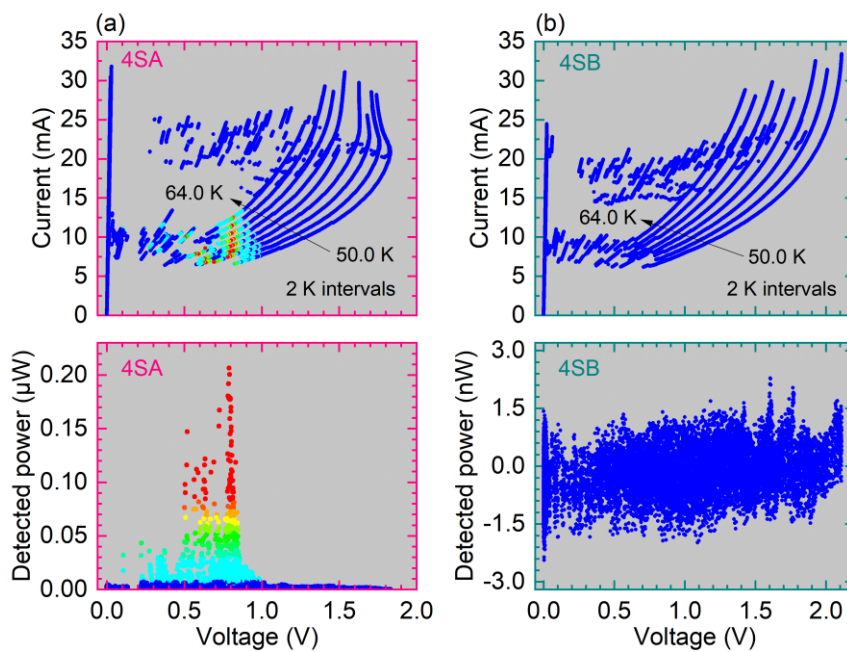 (a)
4SA
35
30
25
20
15
10
5
0
Current (mA)
64.0 K
50.0 K
2 K intervals
(b)
4SB
35
30
25
20
15
10
5
0
Current (mA)
64.0 K
50.0 K
2 K intervals
4SA
0.20
0.15
0.10
0.05
0.00
Detected power (µW)
0.0 0.5 1.0 1.5 2.0
Voltage (V)
4SB
3.0
1.5
0.0
-1.5
-3.0
Detected power (nW)
0.0 0.5 1.0 1.5 2.0
Voltage (V)